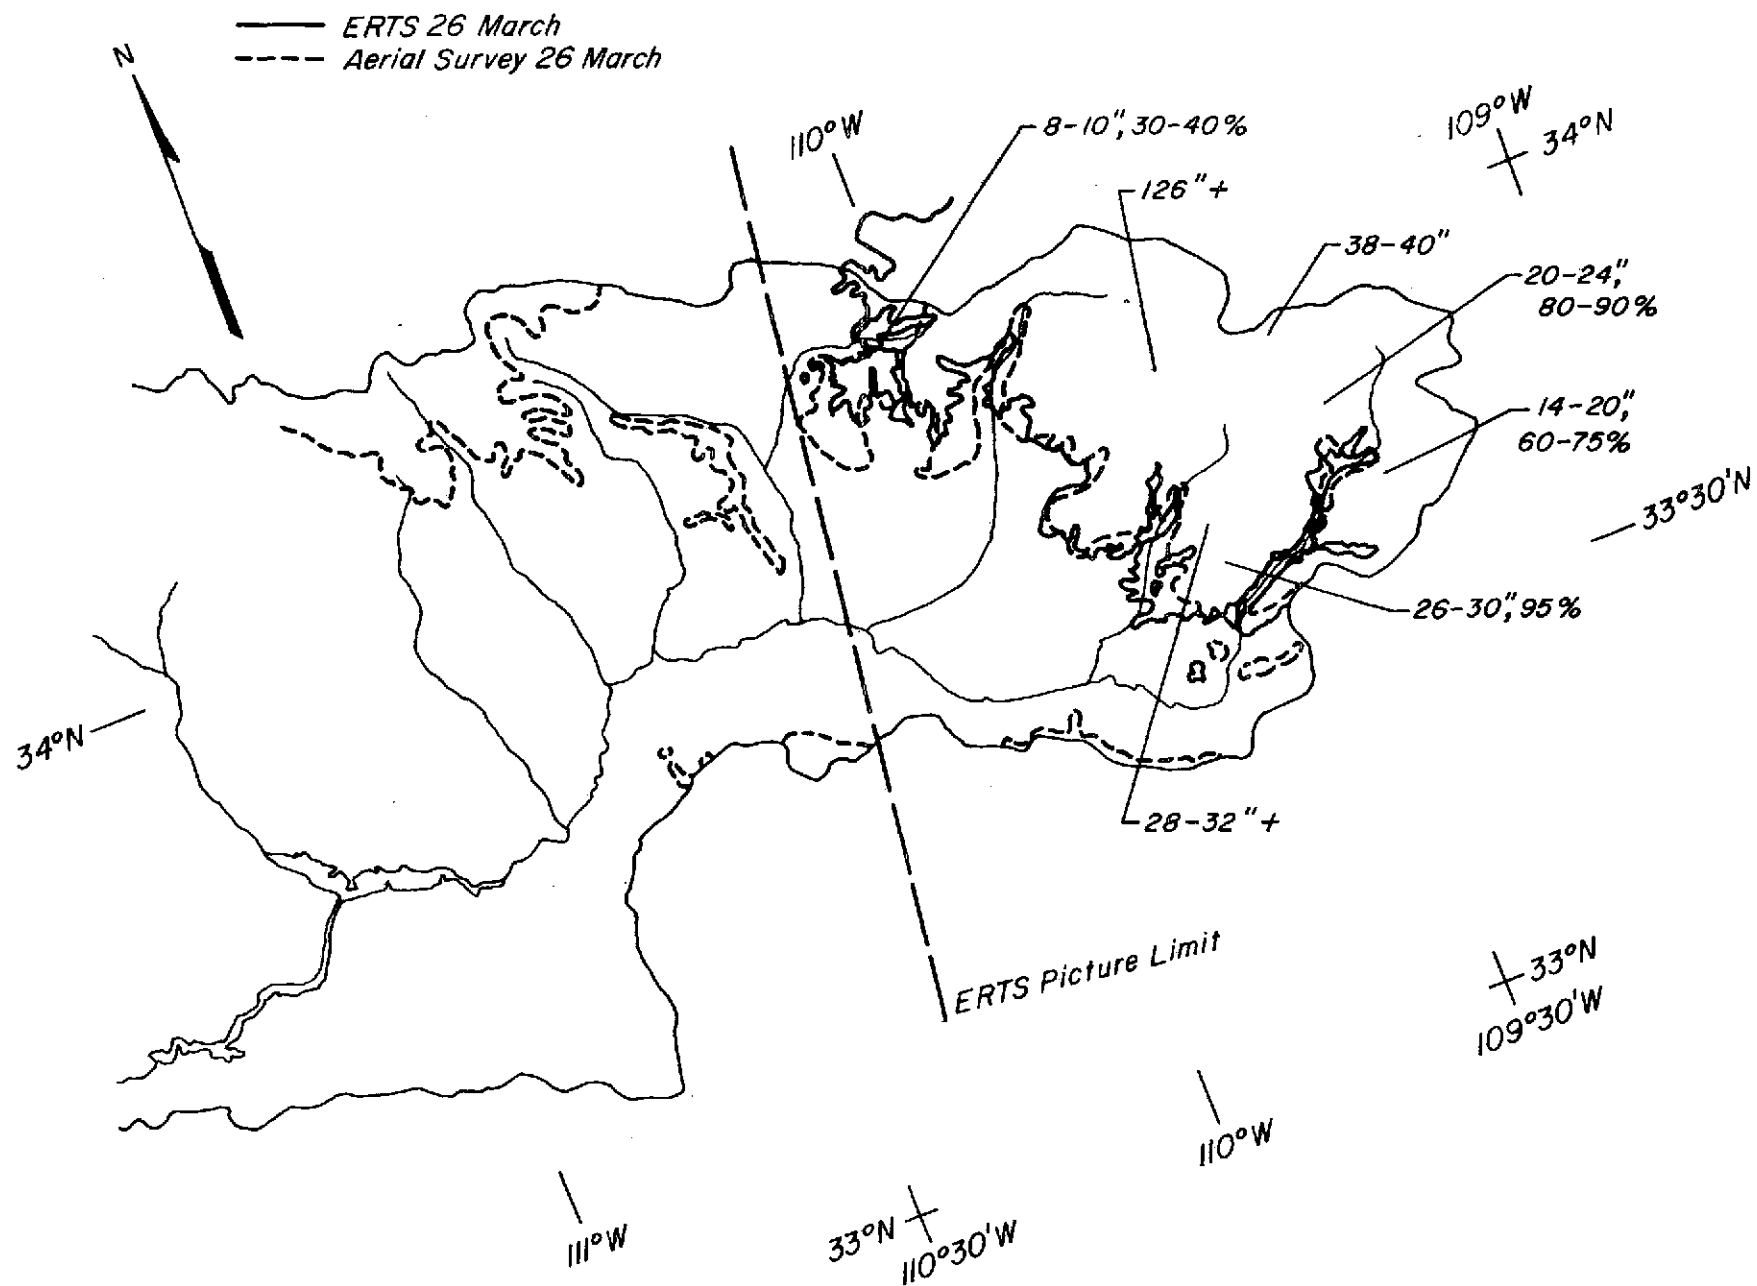 ERTS 26 March
Aerial Survey 26 March
N
110°W
8-10", 30-40%
109°W
34°N
126"+
38-40"
20-24",
80-90%
14-20",
60-75%
33°30'N
26-30", 95%
34°N
28-32"+
ERTS Picture Limit
33°N
109°30'W
110°W
111°W
33°N
110°30'W